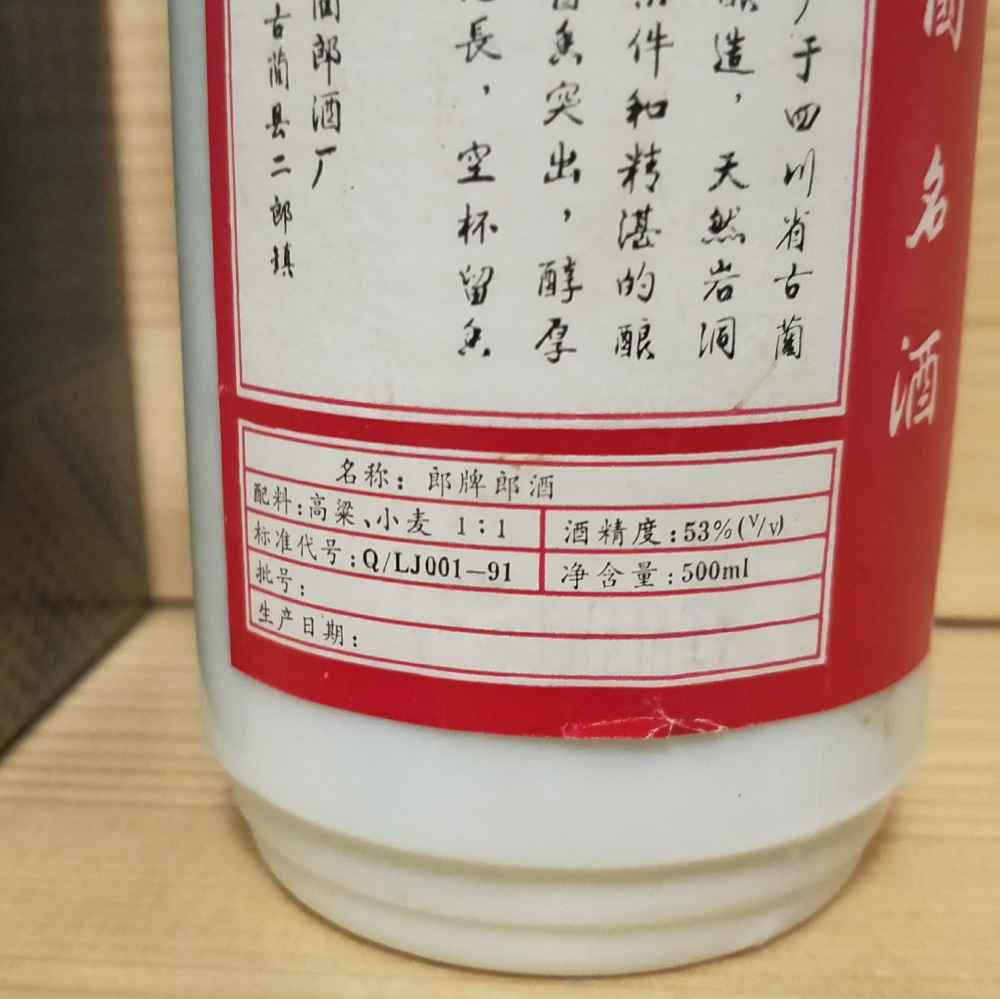 名酒
于四川省古蔺
造，天然岩洞
件和精湛的酿
突出，醇厚
長，空杯留香
郎酒厂
古蔺县二郎镇
名称：郎牌郎酒
配料：高粱、小麦 1：1
酒精度：53%(V/V)
标准代号：Q/LJ001—91
净含量：500ml
批号：
生产日期：